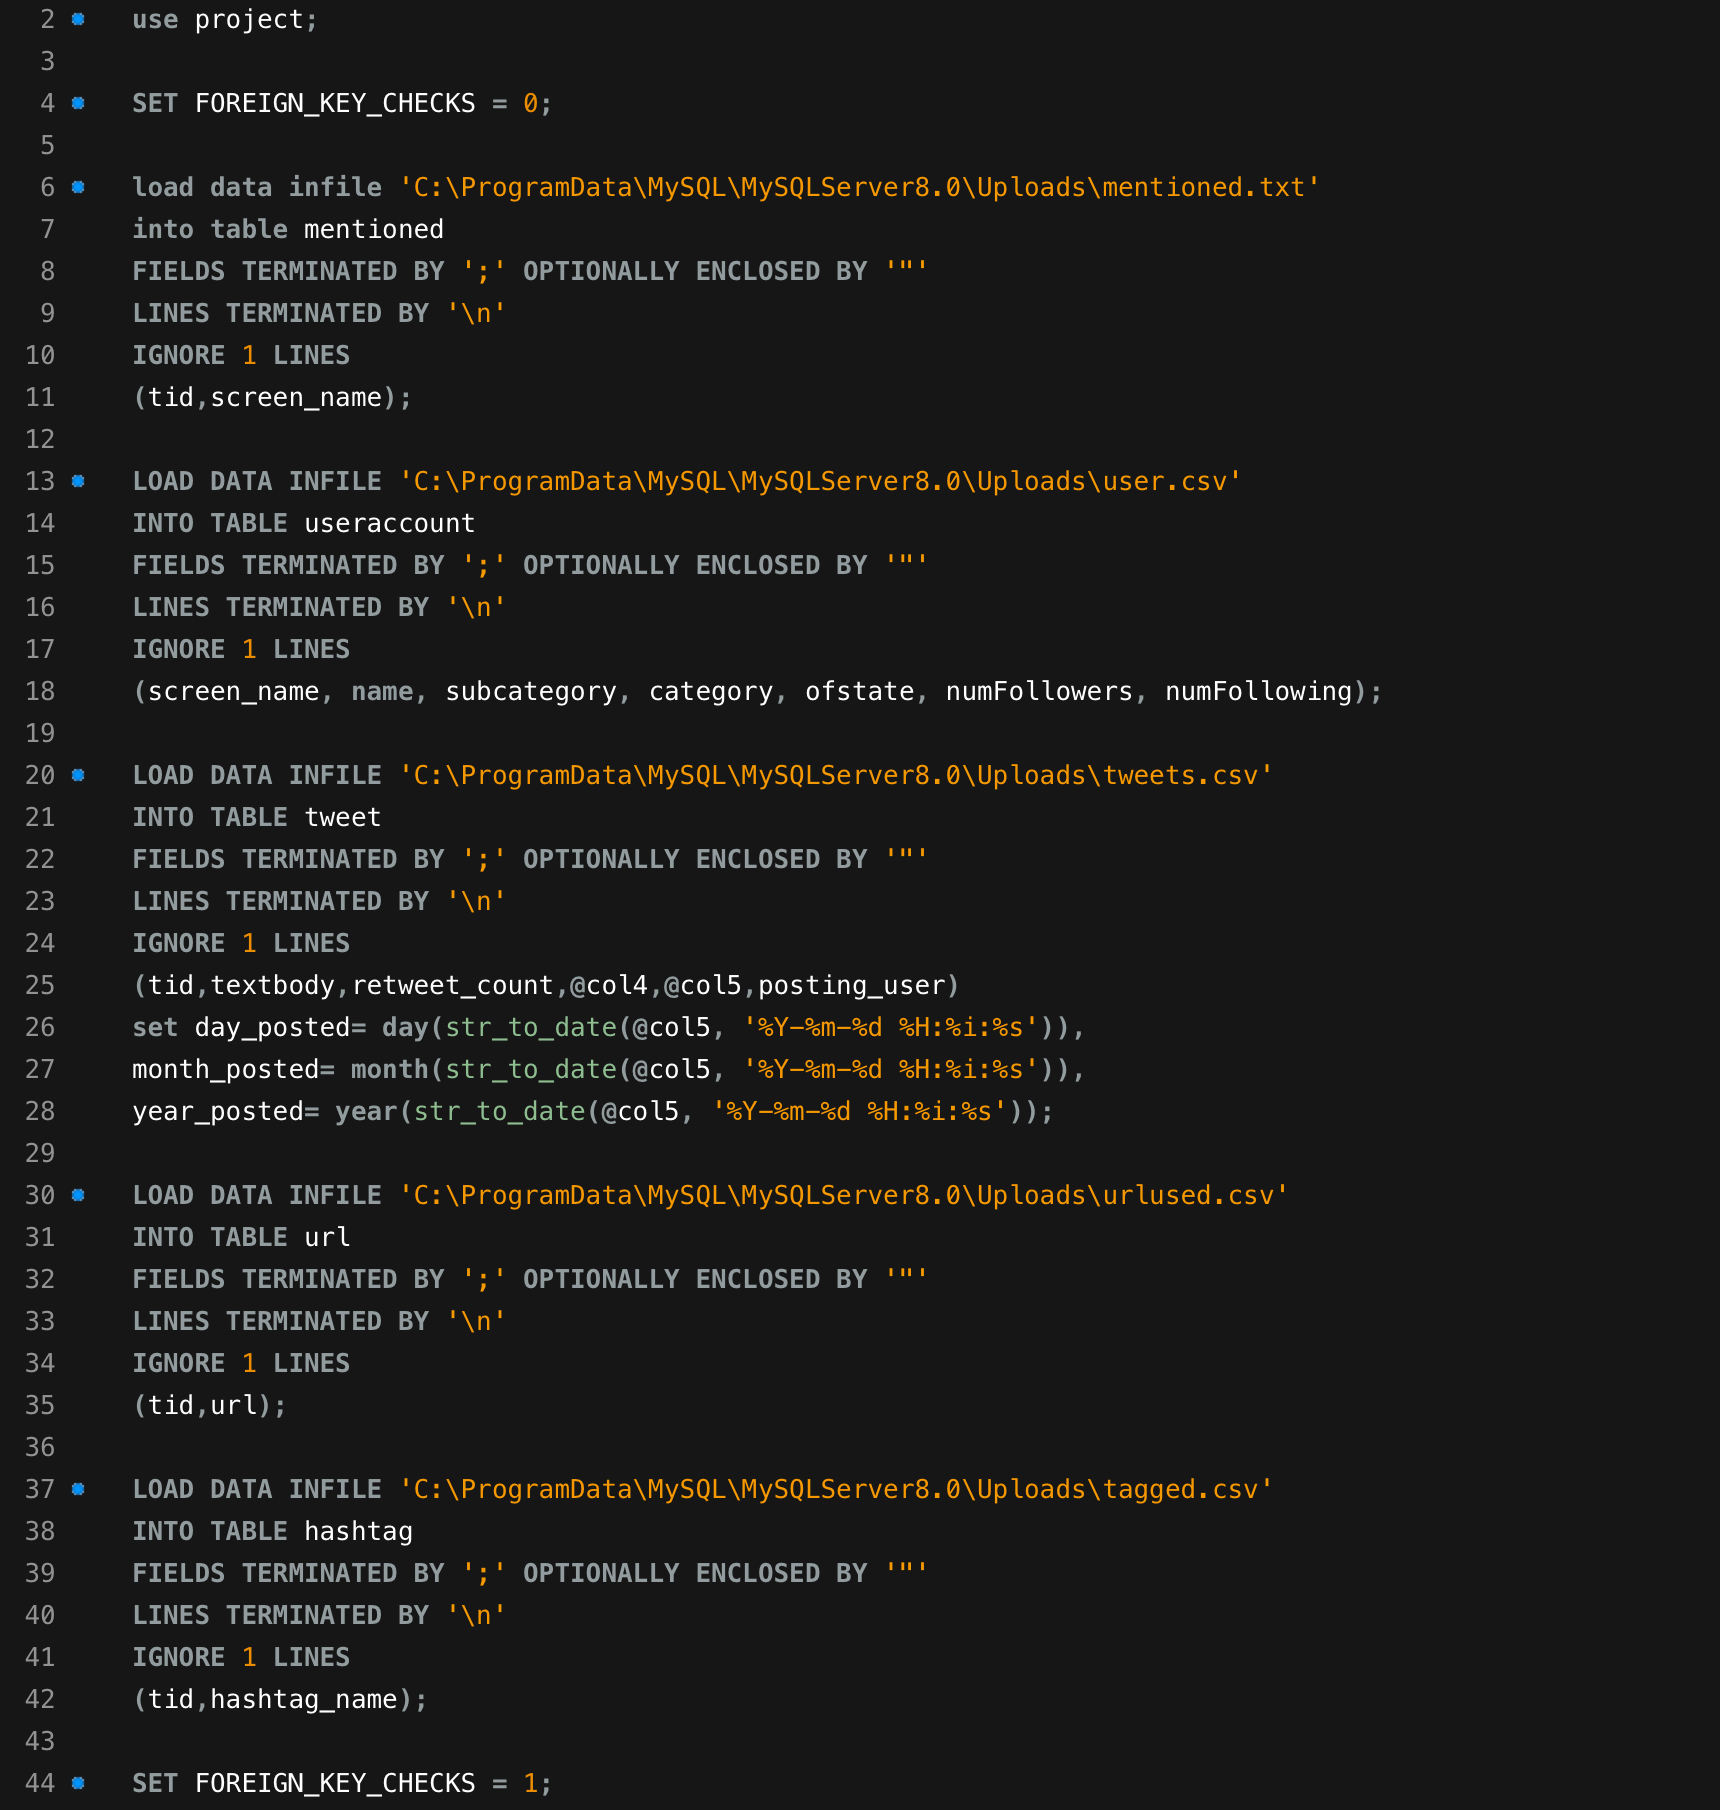 2 use project;
3
4 SET FOREIGN_KEY_CHECKS = 0;
5
6 load data infile 'C:\ProgramData\MySQL\MySQLServer8.0\Uploads\mentioned.txt'
7 into table mentioned
8 FIELDS TERMINATED BY ';' OPTIONALLY ENCLOSED BY '"'
9 LINES TERMINATED BY '\n'
10 IGNORE 1 LINES
11 (tid,screen_name);
12
13 LOAD DATA INFILE 'C:\ProgramData\MySQL\MySQLServer8.0\Uploads\user.csv'
14 INTO TABLE useraccount
15 FIELDS TERMINATED BY ';' OPTIONALLY ENCLOSED BY '"'
16 LINES TERMINATED BY '\n'
17 IGNORE 1 LINES
18 (screen_name, name, subcategory, category, ofstate, numFollowers, numFollowing);
19
20 LOAD DATA INFILE 'C:\ProgramData\MySQL\MySQLServer8.0\Uploads\tweets.csv'
21 INTO TABLE tweet
22 FIELDS TERMINATED BY ';' OPTIONALLY ENCLOSED BY '"'
23 LINES TERMINATED BY '\n'
24 IGNORE 1 LINES
25 (tid,textbody,retweet_count,@col4,@col5,posting_user)
26 set day_posted= day(str_to_date(@col5, '%Y-%m-%d %H:%i:%s')),
27 month_posted= month(str_to_date(@col5, '%Y-%m-%d %H:%i:%s')),
28 year_posted= year(str_to_date(@col5, '%Y-%m-%d %H:%i:%s'));
29
30 LOAD DATA INFILE 'C:\ProgramData\MySQL\MySQLServer8.0\Uploads\urlused.csv'
31 INTO TABLE url
32 FIELDS TERMINATED BY ';' OPTIONALLY ENCLOSED BY '"'
33 LINES TERMINATED BY '\n'
34 IGNORE 1 LINES
35 (tid,url);
36
37 LOAD DATA INFILE 'C:\ProgramData\MySQL\MySQLServer8.0\Uploads\tagged.csv'
38 INTO TABLE hashtag
39 FIELDS TERMINATED BY ';' OPTIONALLY ENCLOSED BY '"'
40 LINES TERMINATED BY '\n'
41 IGNORE 1 LINES
42 (tid,hashtag_name);
43
44 SET FOREIGN_KEY_CHECKS = 1;